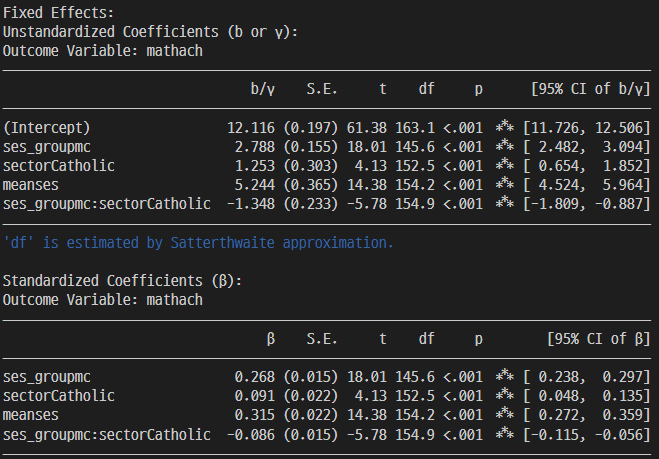 Fixed Effects:
Unstandardized Coefficients (b or γ):
Outcome Variable: mathach
b/γ S.E. t df p [95% CI of b/γ]
(Intercept) 12.116 (0.197) 61.38 163.1 <.001 *** [11.726, 12.506]
ses_groupmc 2.788 (0.155) 18.01 145.6 <.001 *** [ 2.482, 3.094]
sectorCatholic 1.253 (0.303) 4.13 152.5 <.001 *** [ 0.654, 1.852]
meanses 5.244 (0.365) 14.38 154.2 <.001 *** [ 4.524, 5.964]
ses_groupmc:sectorCatholic -1.348 (0.233) -5.78 154.9 <.001 *** [-1.809, -0.887]
'df' is estimated by Satterthwaite approximation.
Standardized Coefficients (β):
Outcome Variable: mathach
β S.E. t df p [95% CI of β]
ses_groupmc 0.268 (0.015) 18.01 145.6 <.001 *** [ 0.238, 0.297]
sectorCatholic 0.091 (0.022) 4.13 152.5 <.001 *** [ 0.048, 0.135]
meanses 0.315 (0.022) 14.38 154.2 <.001 *** [ 0.272, 0.359]
ses_groupmc:sectorCatholic -0.086 (0.015) -5.78 154.9 <.001 *** [-0.115, -0.056]